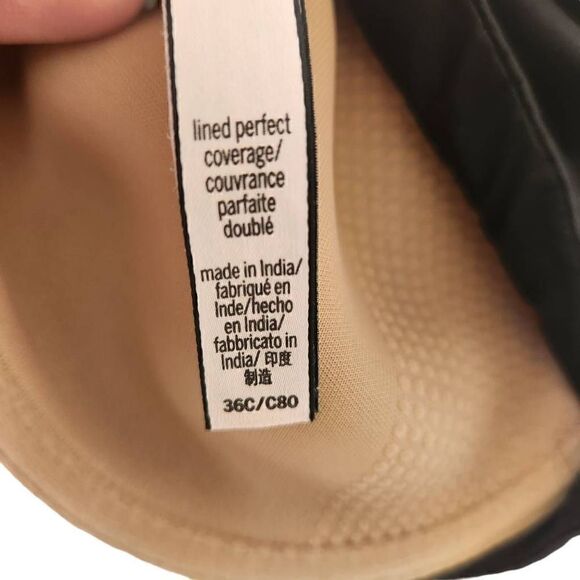 lined perfect
coverage/
couvrance
parfaite
doublé
made in India/
fabriqué en
Inde/hecho
en India/
fabbricato in
India/ 印度
制造
36C/C80